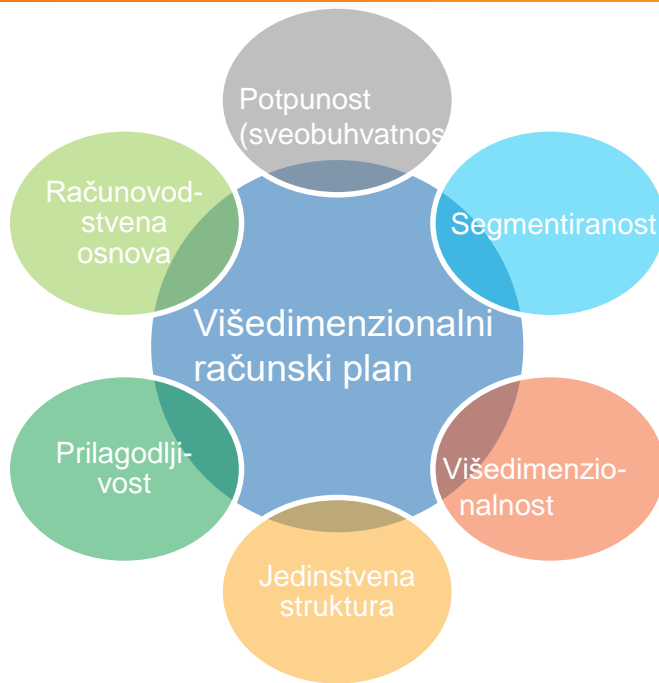 Potpunost
(sveobuhvatnos
Računovod-
stvena
osnova
Segmentiranost
Višedimenzionalni
računski plan
Prilagodlji-
vost
Višedimenzio-
nalnost
Jedinstvena
struktura